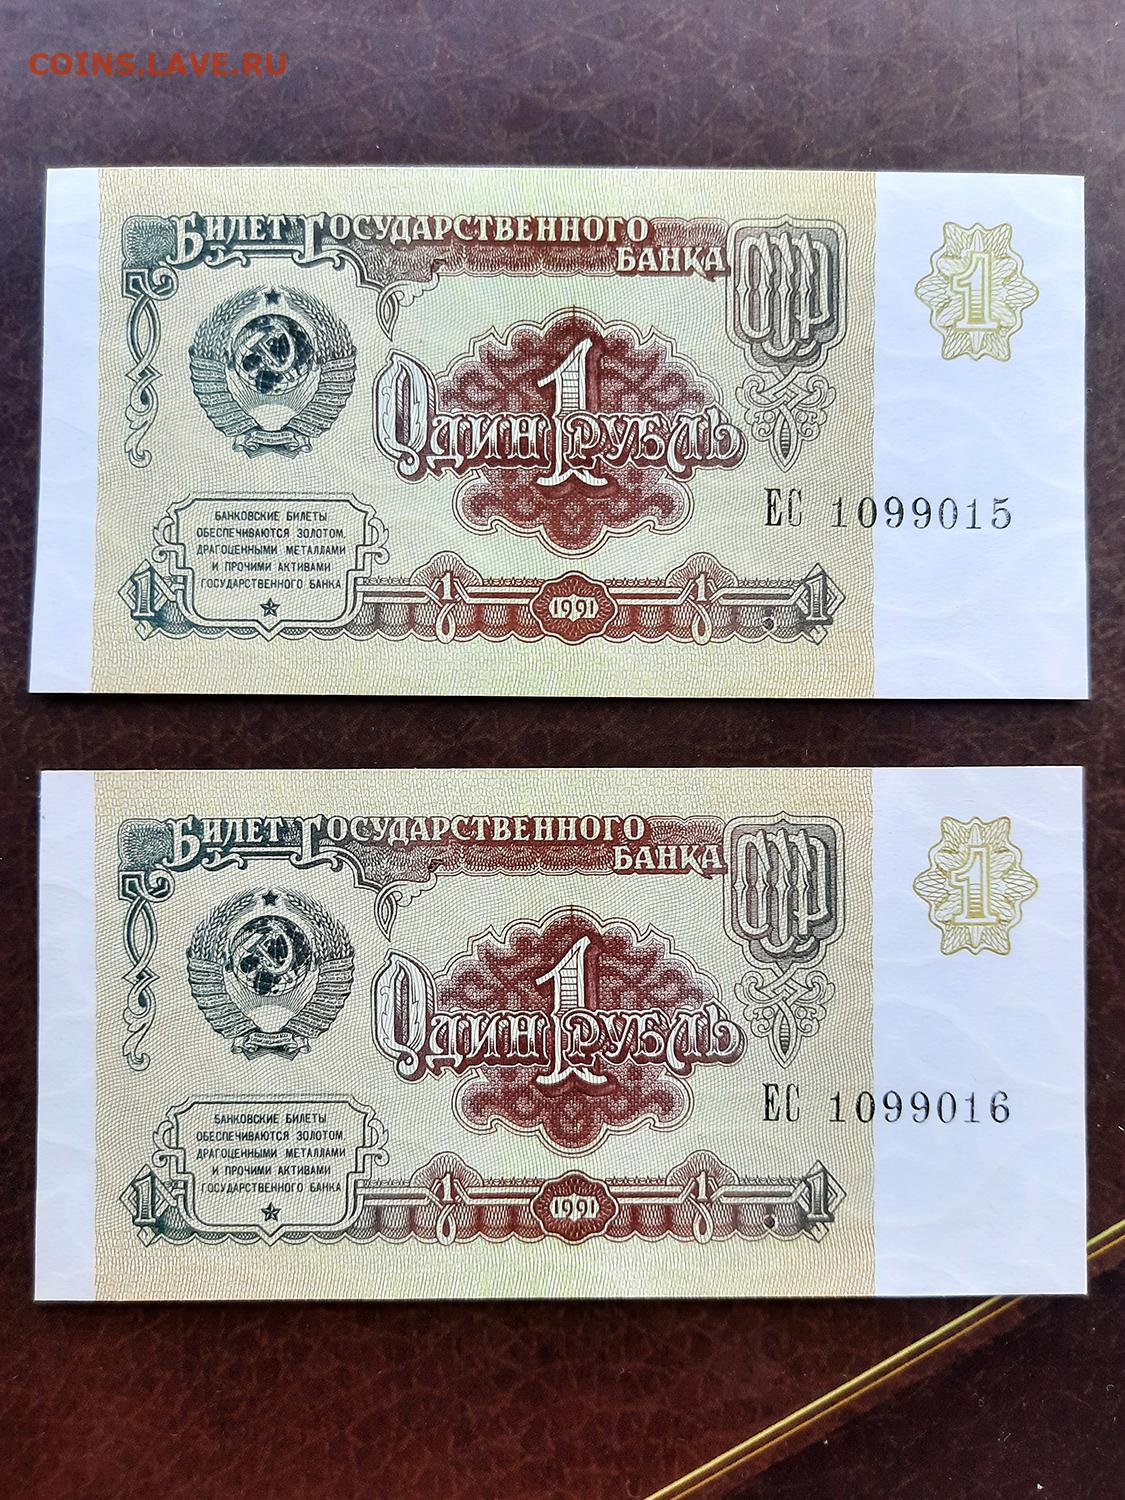 COINS.LAVE.RU
БИЛЕТ ГОСУДАРСТВЕННОГО
БАНКА
СССР
1
1
ОДИН РУБЛЬ
ЕС 1099015
БАНКОВСКИЕ БИЛЕТЫ
ОБЕСПЕЧИВАЮТСЯ ЗОЛОТОМ,
ДРАГОЦЕННЫМИ МЕТАЛЛАМИ
И ПРОЧИМИ АКТИВАМИ
ГОСУДАРСТВЕННОГО БАНКА
1 1 1991 1 1
БИЛЕТ ГОСУДАРСТВЕННОГО
БАНКА
СССР
1
1
ОДИН РУБЛЬ
ЕС 1099016
БАНКОВСКИЕ БИЛЕТЫ
ОБЕСПЕЧИВАЮТСЯ ЗОЛОТОМ,
ДРАГОЦЕННЫМИ МЕТАЛЛАМИ
И ПРОЧИМИ АКТИВАМИ
ГОСУДАРСТВЕННОГО БАНКА
1 1 1991 1 1